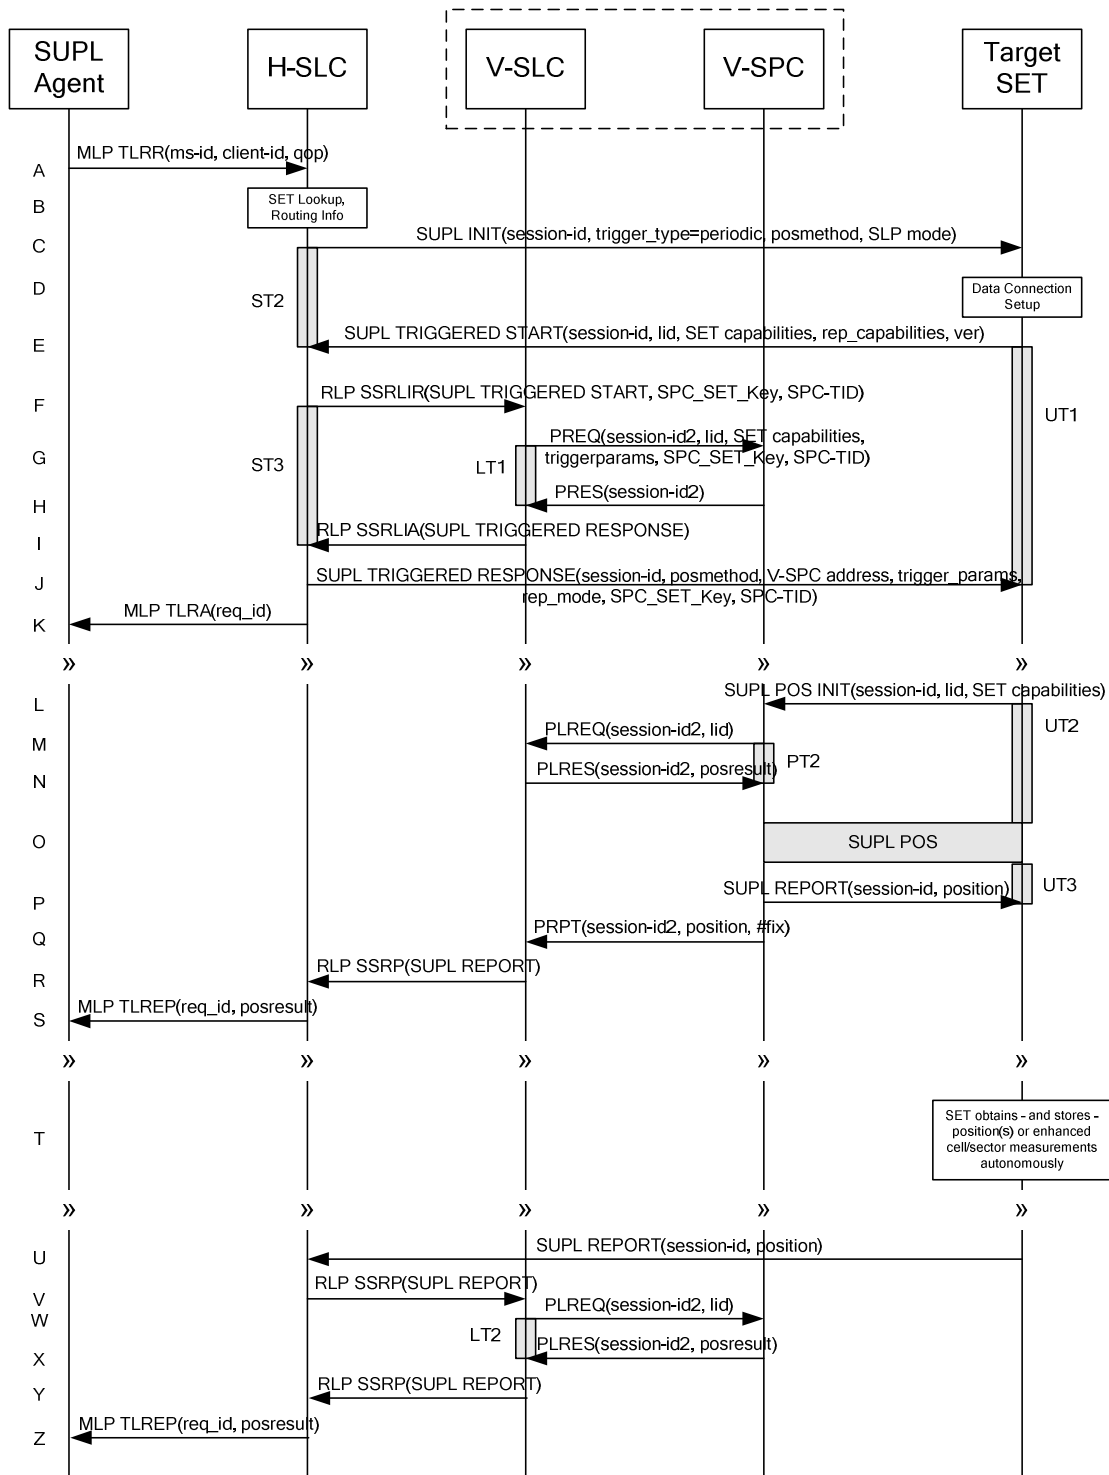 SUPL
Agent
H-SLC
V-SLC
V-SPC
Target
SET
A
MLP TLRR(ms-id, client-id, qop)
B
SET Lookup,
Routing Info
C
SUPL INIT(session-id, trigger_type=periodic, posmethod, SLP mode)
D
ST2
Data Connection
Setup
E
SUPL TRIGGERED START(session-id, lid, SET capabilities, rep_capabilities, ver)
F
RLP SSRLIR(SUPL TRIGGERED START, SPC_SET_Key, SPC-TID)
UT1
G
ST3
LT1
PREQ(session-id2, lid, SET capabilities,
triggerparams, SPC_SET_Key, SPC-TID)
H
PRES(session-id2)
I
RLP SSRLIA(SUPL TRIGGERED RESPONSE)
J
SUPL TRIGGERED RESPONSE(session-id, posmethod, V-SPC address, trigger_params,
rep_mode, SPC_SET_Key, SPC-TID)
K
MLP TLRA(req_id)
» » » » »
L
SUPL POS INIT(session-id, lid, SET capabilities)
UT2
M
PLREQ(session-id2, lid)
PT2
N
PLRES(session-id2, posresult)
O
SUPL POS
P
SUPL REPORT(session-id, position)
UT3
Q
PRPT(session-id2, position, #fix)
R
RLP SSRP(SUPL REPORT)
S
MLP TLREP(req_id, posresult)
» » » » »
T
SET obtains - and stores -
position(s) or enhanced
cell/sector measurements
autonomously
» » » » »
U
SUPL REPORT(session-id, position)
V
RLP SSRP(SUPL REPORT)
W
PLREQ(session-id2, lid)
LT2
X
PLRES(session-id2, posresult)
Y
RLP SSRP(SUPL REPORT)
Z
MLP TLREP(req_id, posresult)